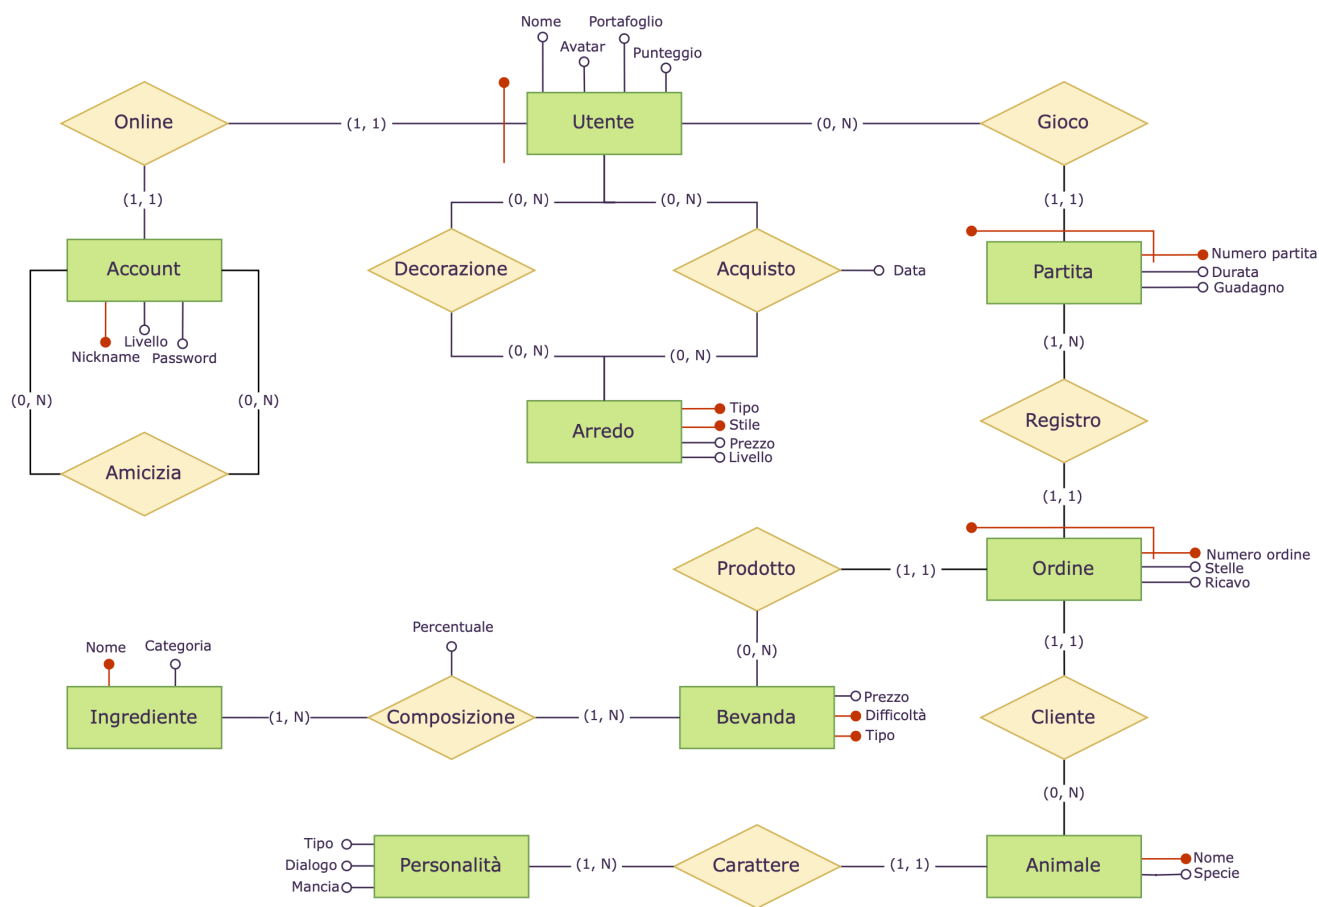 Nome
Portafoglio
Avatar
Punteggio
Online
(1, 1)
Utente
(0, N)
Gioco
(1, 1)
(0, N)
(0, N)
(1, 1)
Account
Decorazione
Acquisto
Data
Partita
Numero partita
Durata
Guadagno
Livello
Nickname
Password
(0, N)
(0, N)
(1, N)
(0, N)
(0, N)
Arredo
Tipo
Stile
Prezzo
Livello
Registro
Amicizia
(1, 1)
Prodotto
(1, 1)
Ordine
Numero ordine
Stelle
Ricavo
Percentuale
Nome
Categoria
(0, N)
(1, 1)
Ingrediente
(1, N)
Composizione
(1, N)
Bevanda
Prezzo
Difficoltà
Tipo
Cliente
(0, N)
Tipo
Dialogo
Mancia
Personalità
(1, N)
Carattere
(1, 1)
Animale
Nome
Specie